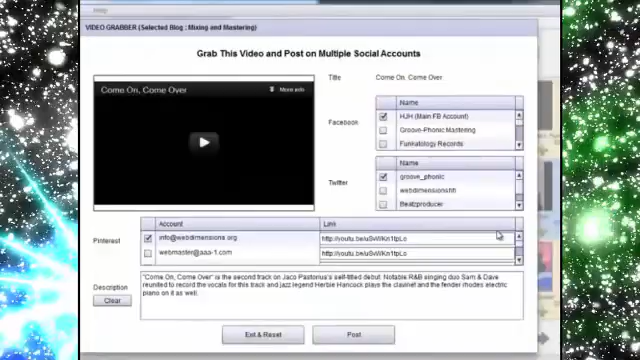 Help
VIDEO GRABBER (Selected Blog : Mixing and Mastering)
Grab This Video and Post on Multiple Social Accounts
Title Come On, Come Over
Come On, Come Over More info
Facebook
Name
HJH (Main FB Account)
Groove-Phonic Mastering
Funkatology Records
Twitter
Name
groove_phonic
webdimensionshh
Beatzproducer
Pinterest
Account Link
info@webdimensions.org
webmaster@aaa-1.com
Description
"Come On, Come Over" is the second track on Jaco Pastorius's self-titled debut. Notable R&B singing duo Sam & Dave
reunited to record the vocals for this track and jazz legend Herbie Hancock plays the clavinet and the fender rhodes electric
piano on it as well.
Clear
Exit & Reset Post